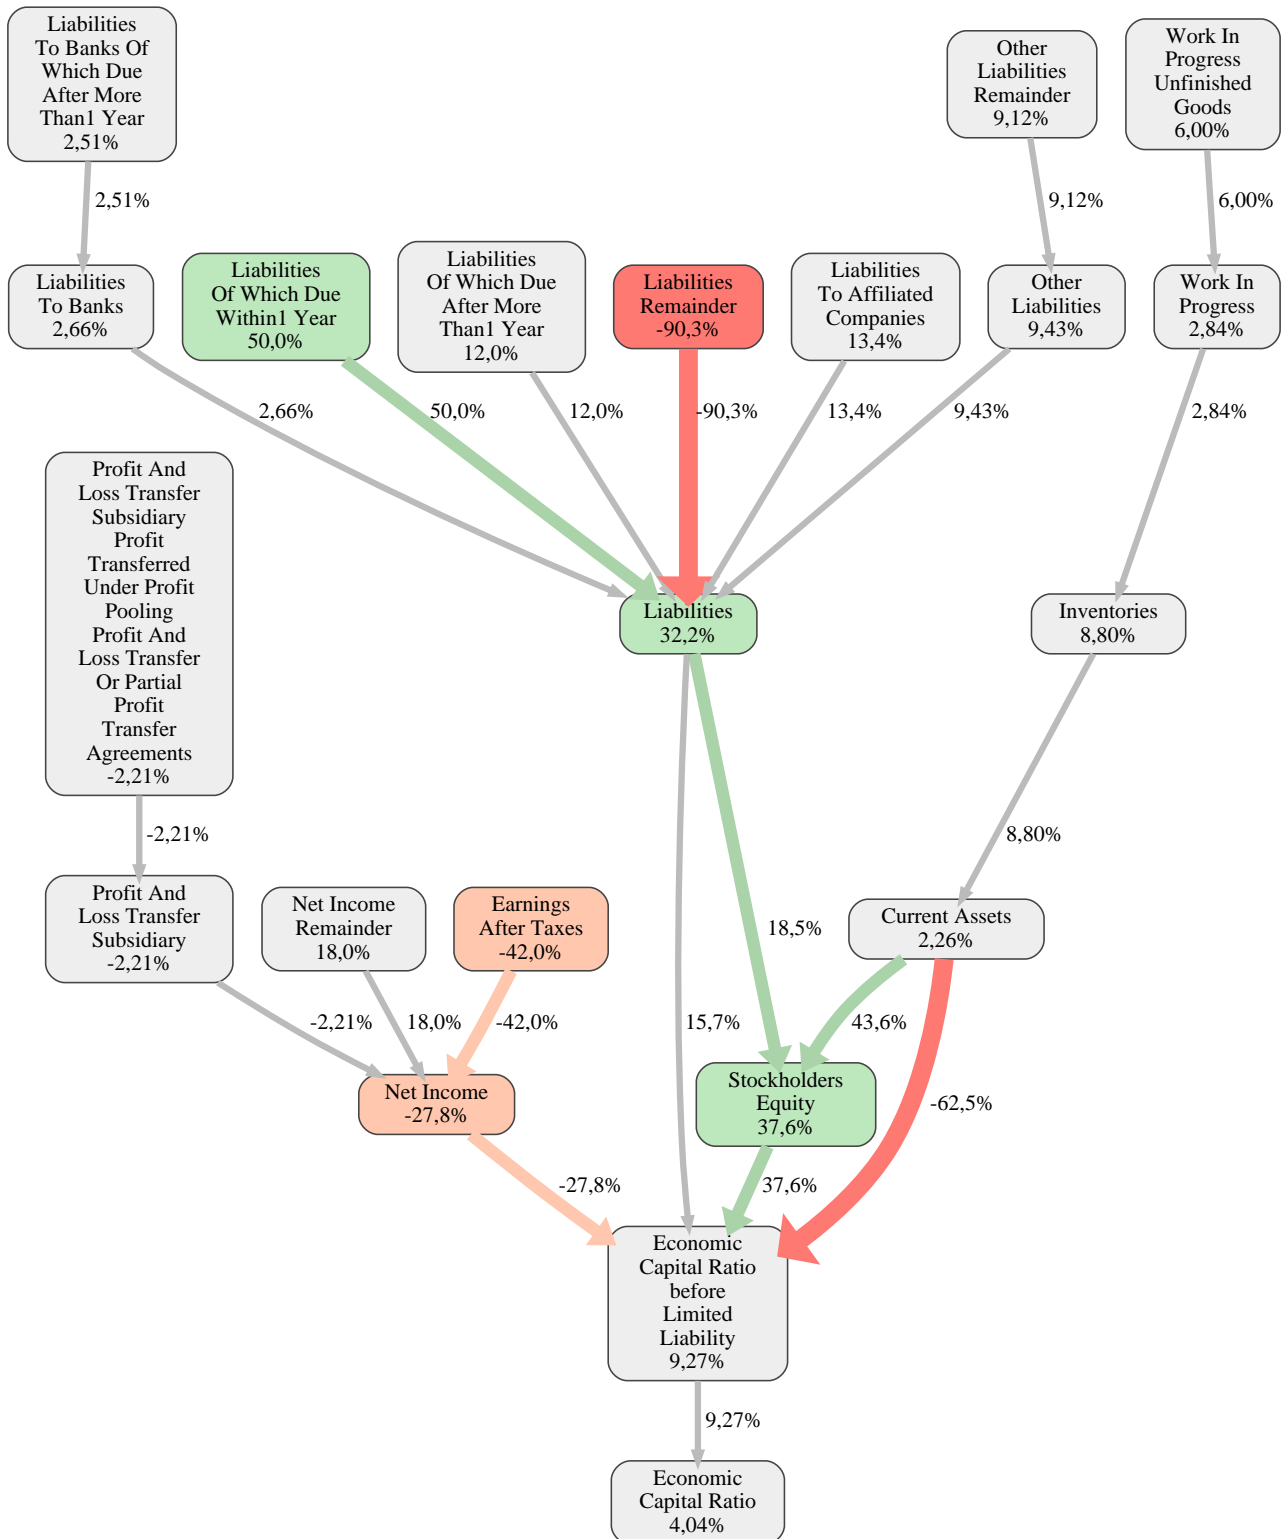 Liabilities
To Banks Of
Which Due
After More
Than1 Year
2,51%
Other
Liabilities
Remainder
9,12%
Work In
Progress
Unfinished
Goods
6,00%
2,51%
9,12%
6,00%
Liabilities
To Banks
2,66%
Liabilities
Of Which Due
Within1 Year
50,0%
Liabilities
Of Which Due
After More
Than1 Year
12,0%
Liabilities
Remainder
-90,3%
Liabilities
To Affiliated
Companies
13,4%
Other
Liabilities
9,43%
Work In
Progress
2,84%
2,66%
50,0%
12,0%
-90,3%
13,4%
9,43%
2,84%
Profit And
Loss Transfer
Subsidiary
Profit
Transferred
Under Profit
Pooling
Profit And
Loss Transfer
Or Partial
Profit
Transfer
Agreements
-2,21%
Liabilities
32,2%
Inventories
8,80%
-2,21%
8,80%
Profit And
Loss Transfer
Subsidiary
-2,21%
Net Income
Remainder
18,0%
Earnings
After Taxes
-42,0%
18,5%
Current Assets
2,26%
-2,21%
18,0%
-42,0%
15,7%
43,6%
Net Income
-27,8%
Stockholders
Equity
37,6%
-62,5%
-27,8%
37,6%
Economic
Capital Ratio
before
Limited
Liability
9,27%
9,27%
Economic
Capital Ratio
4,04%